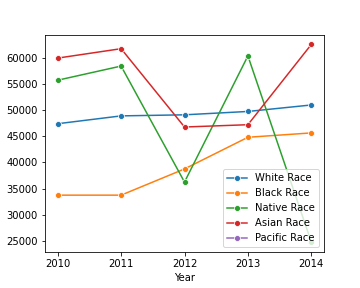 60000
55000
50000
45000
40000
35000
30000
25000
White Race
Black Race
Native Race
Asian Race
Pacific Race
2010 2011 2012 2013 2014
Year